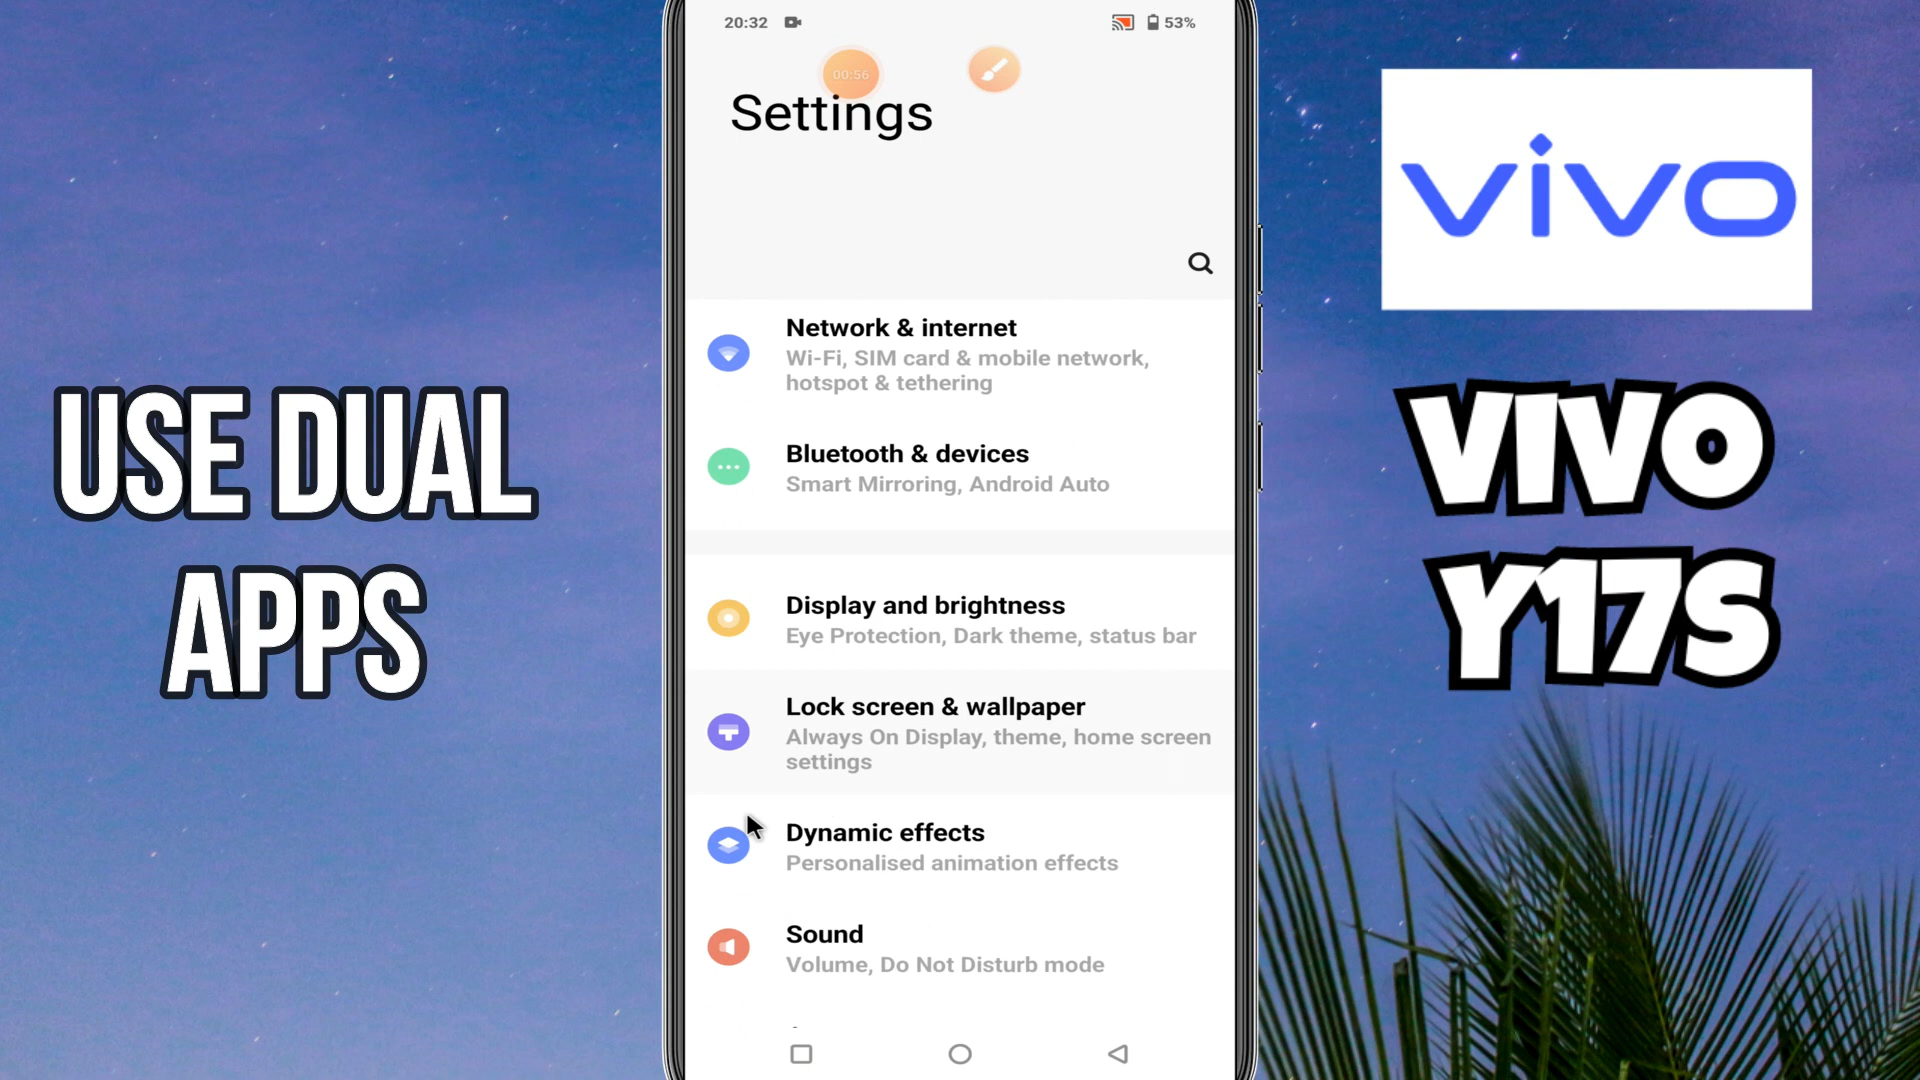 20:32
53%
00:56
Settings
Network & internet
Wi-Fi, SIM card & mobile network,
hotspot & tethering
Bluetooth & devices
Smart Mirroring, Android Auto
Display and brightness
Eye Protection, Dark theme, status bar
Lock screen & wallpaper
Always On Display, theme, home screen
settings
Dynamic effects
Personalised animation effects
Sound
Volume, Do Not Disturb mode
USE DUAL
APPS
vivo
VIVO
Y17S